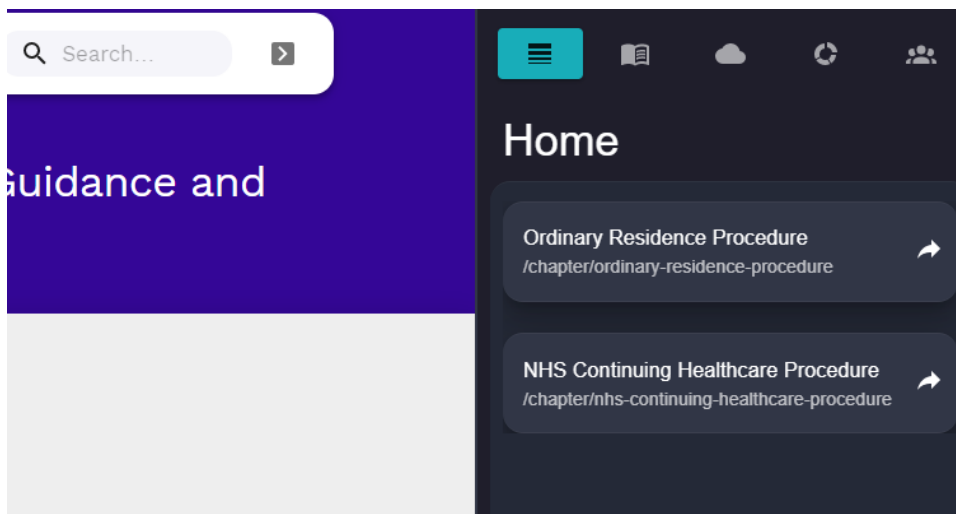 Search...
Guidance and
Home
Ordinary Residence Procedure
/chapter/ordinary-residence-procedure
NHS Continuing Healthcare Procedure
/chapter/nhs-continuing-healthcare-procedure